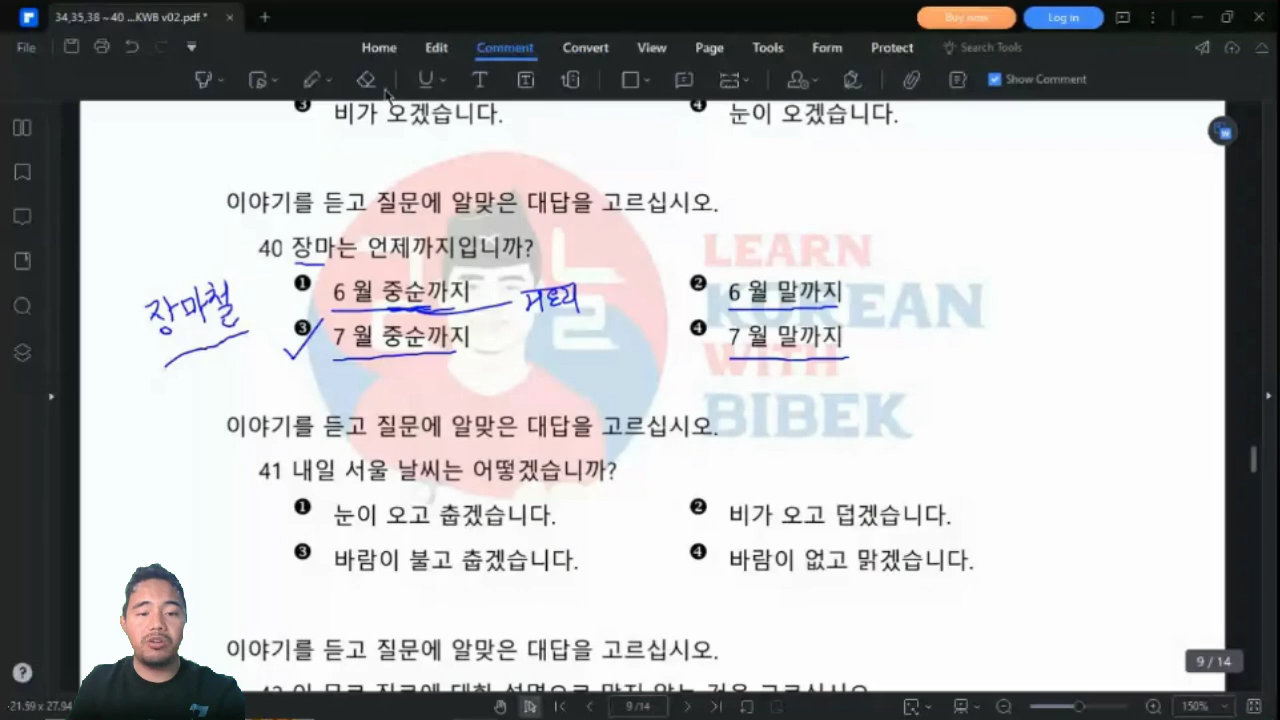 34,35,38 ~ 40 ...KWB v02.pdf *
Buy now
Log in
File
Home Edit Comment Convert View Page Tools Form Protect Search Tools
Show Comment
❸ 비가 오겠습니다. ❹ 눈이 오겠습니다.
이야기를 듣고 질문에 알맞은 대답을 고르십시오.
40 장마는 언제까지입니까?
❶ 6 월 중순까지 ❷ 6 월 말까지
장마철
❸ 7 월 중순까지 ❹ 7 월 말까지
LEARN
KOREAN
WITH
BIBEK
이야기를 듣고 질문에 알맞은 대답을 고르십시오.
41 내일 서울 날씨는 어떻겠습니까?
❶ 눈이 오고 춥겠습니다. ❷ 비가 오고 덥겠습니다.
❸ 바람이 불고 춥겠습니다. ❹ 바람이 없고 맑겠습니다.
이야기를 듣고 질문에 알맞은 대답을 고르십시오.
9 / 14
-21.59 x 27.94
9 /14
150%